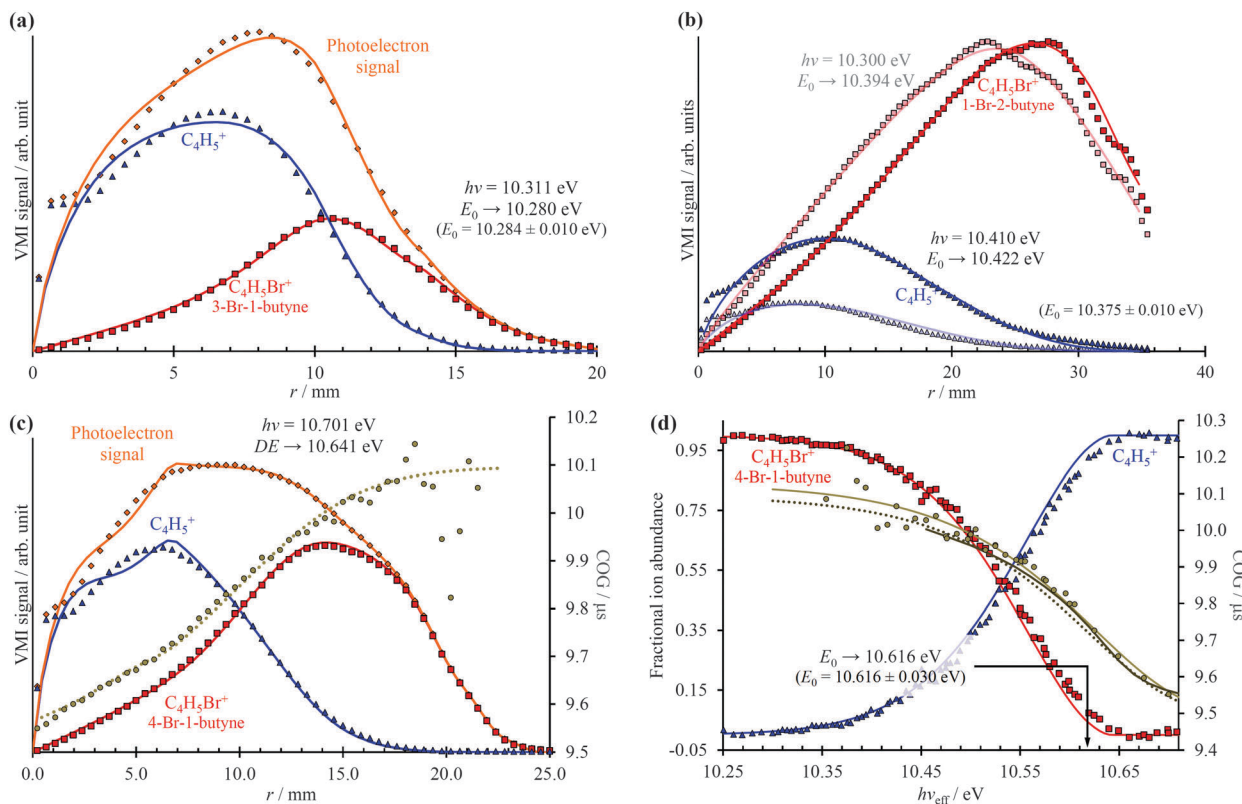 (a)
Photoelectron
signal
C₄H₅⁺
hν = 10.311 eV
E₀ → 10.280 eV
(E₀ = 10.284 ± 0.010 eV)
C₄H₅Br⁺
3-Br-1-butyne
VMI signal / arb. unit
0 5 10 15 20
r / mm
(b)
hν = 10.300 eV
E₀ → 10.394 eV
C₄H₅Br⁺
1-Br-2-butyne
hν = 10.410 eV
E₀ → 10.422 eV
C₄H₅⁺
(E₀ = 10.375 ± 0.010 eV)
VMI signal / arb. units
0 10 20 30 40
r / mm
(c)
hν = 10.701 eV
DE → 10.641 eV
Photoelectron
signal
C₄H₅⁺
C₄H₅Br⁺
4-Br-1-butyne
VMI signal / arb. unit
10.2
10.1
10
9.9
9.8
9.7
9.6
9.5
COG / µs
0.0 5.0 10.0 15.0 20.0 25.0
r / mm
(d)
C₄H₅Br⁺
4-Br-1-butyne
C₄H₅⁺
E₀ → 10.616 eV
(E₀ = 10.616 ± 0.030 eV)
Fractional ion abundance
0.95
0.75
0.55
0.35
0.15
-0.05
10.3
10.2
10.1
10.0
9.9
9.8
9.7
9.6
9.5
9.4
COG / µs
10.25 10.35 10.45 10.55 10.65
hνeff / eV